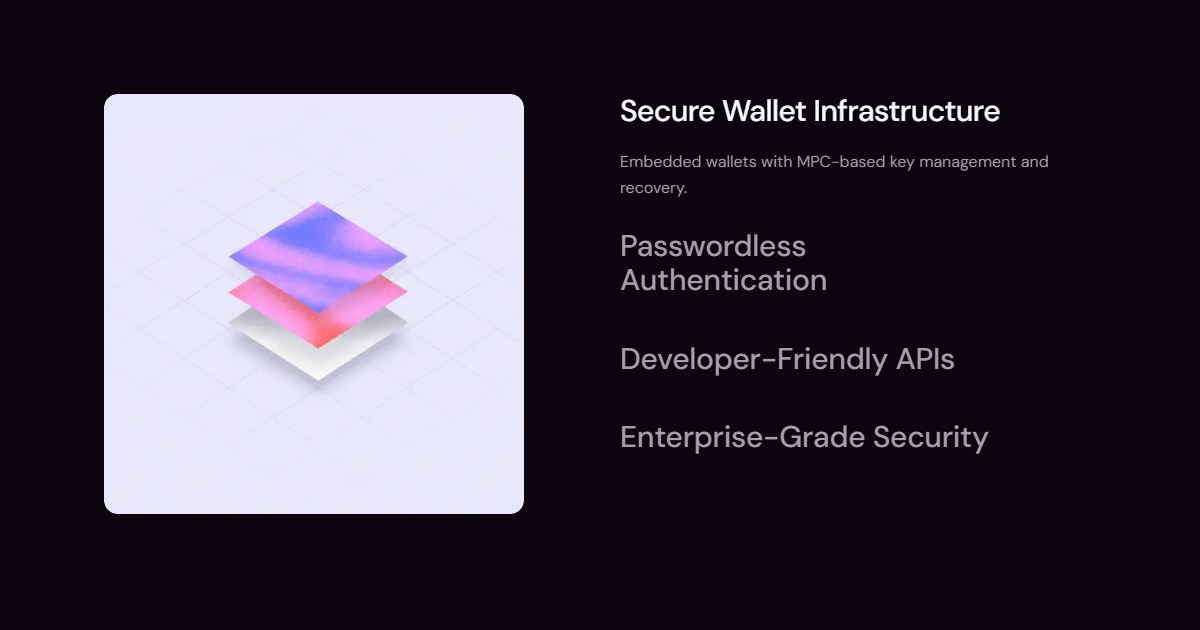 Secure Wallet Infrastructure
Embedded wallets with MPC-based key management and
recovery.
Passwordless
Authentication
Developer-Friendly APIs
Enterprise-Grade Security